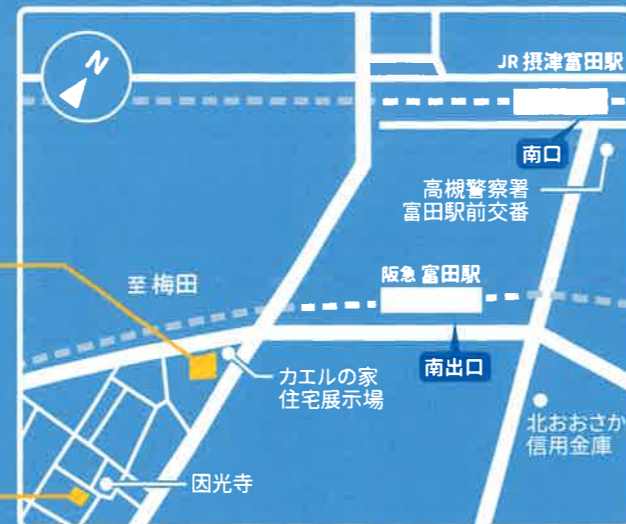 N
JR 摂津富田駅
南口
高槻警察署
富田駅前交番
至 梅田
阪急 富田駅
南出口
カエルの家
住宅展示場
北おおさか
信用金庫
因光寺